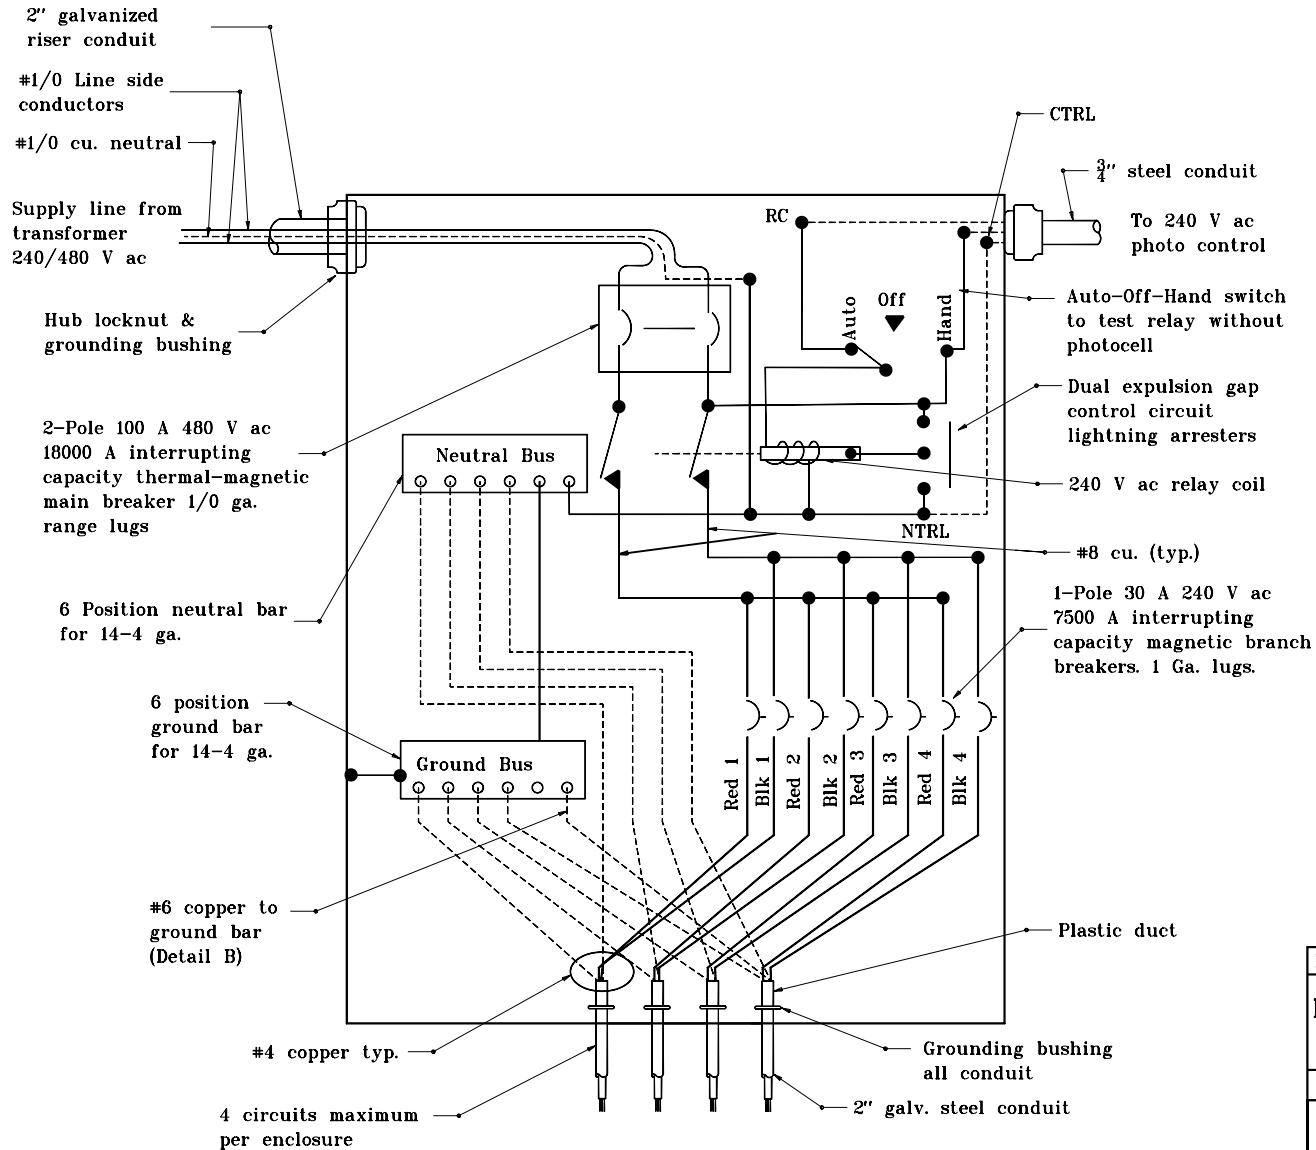 2" galvanized
riser conduit
#1/0 Line side
conductors
#1/0 cu. neutral
Supply line from
transformer
240/480 V ac
Hub locknut &
grounding bushing
2-Pole 100 A 480 V ac
18000 A interrupting
capacity thermal-magnetic
main breaker 1/0 ga.
range lugs
6 Position neutral bar
for 14-4 ga.
6 position
ground bar
for 14-4 ga.
#6 copper to
ground bar
(Detail B)
#4 copper typ.
4 circuits maximum
per enclosure
Neutral Bus
Ground Bus
RC
Auto
Off
Hand
NTRL
Red 1
Blk 1
Red 2
Blk 2
Red 3
Blk 3
Red 4
Blk 4
CTRL
3/4" steel conduit
To 240 V ac
photo control
Auto-Off-Hand switch
to test relay without
photocell
Dual expulsion gap
control circuit
lightning arresters
240 V ac relay coil
#8 cu. (typ.)
1-Pole 30 A 240 V ac
7500 A interrupting
capacity magnetic branch
breakers. 1 Ga. lugs.
Plastic duct
Grounding bushing
all conduit
2" galv. steel conduit